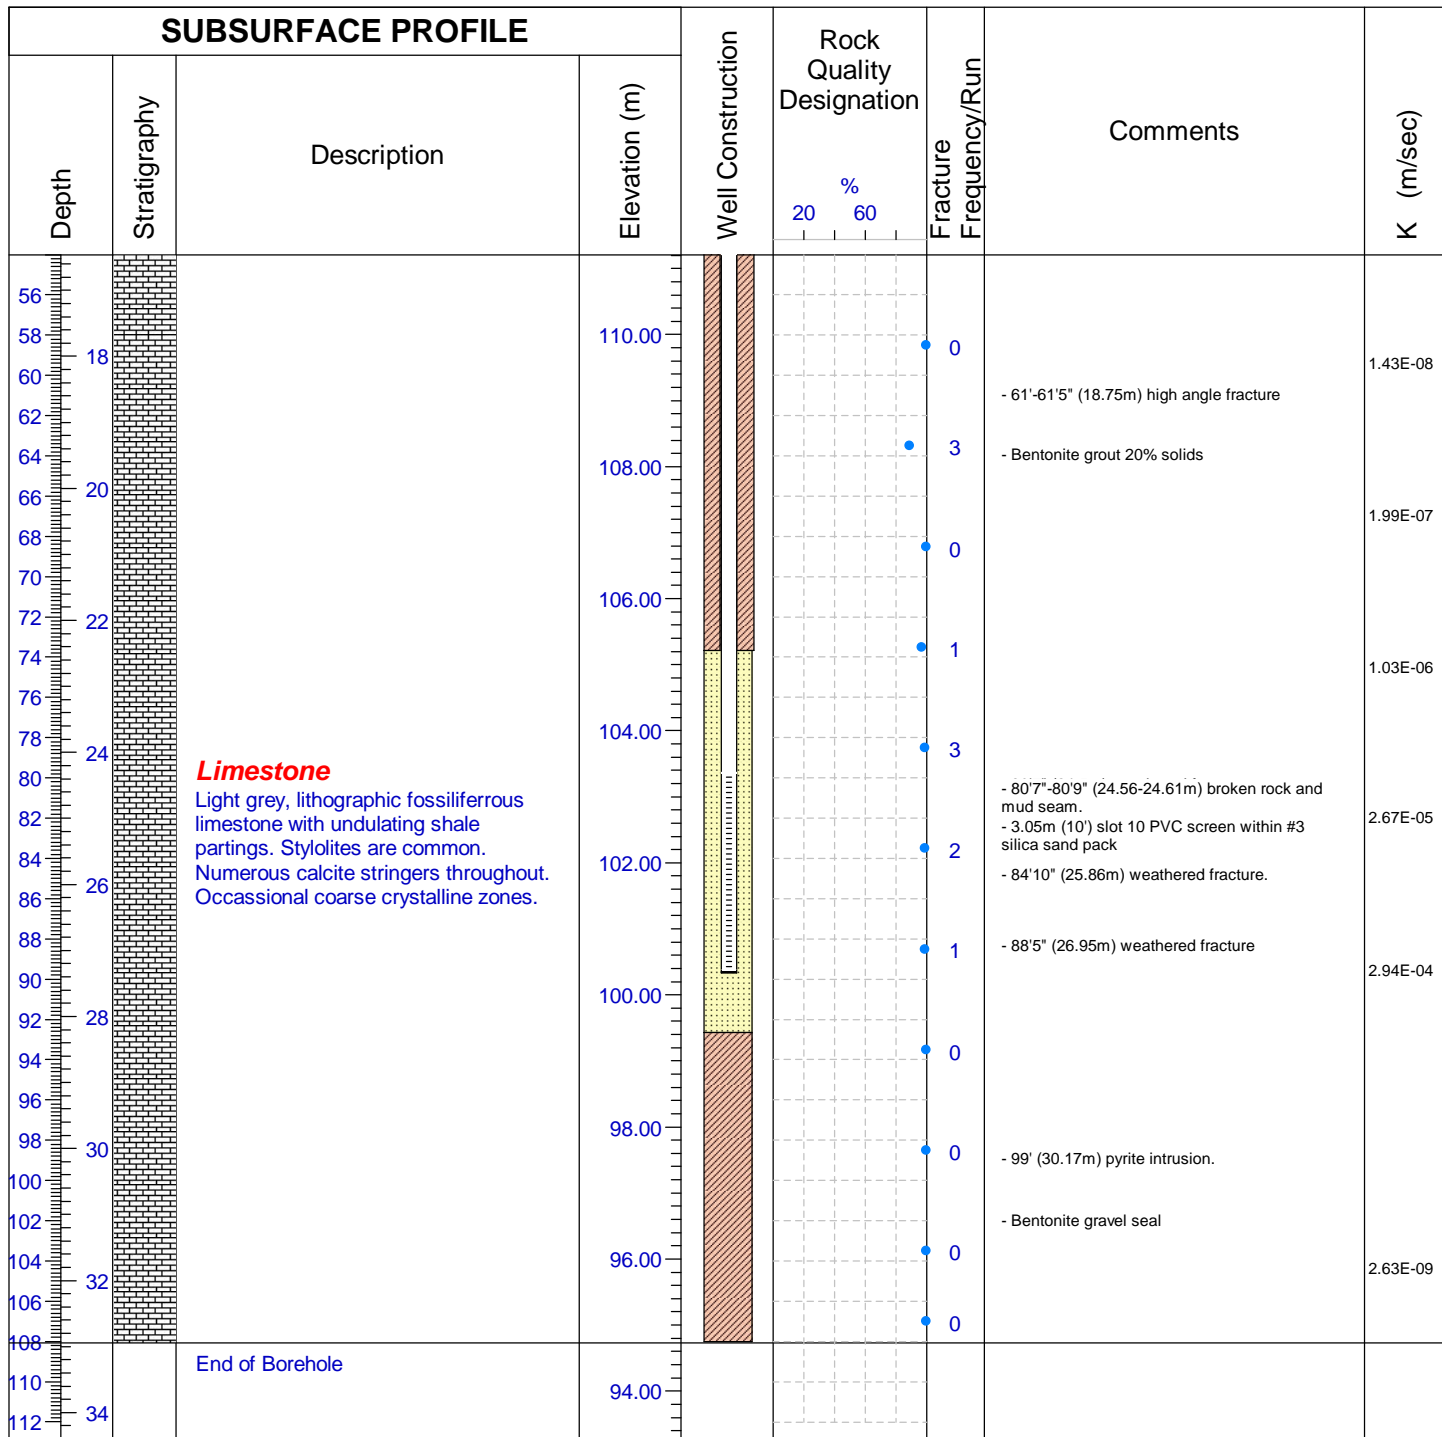 SUBSURFACE PROFILE
Depth
Stratigraphy
Description
Elevation (m)
Well Construction
Rock
Quality
Designation
%
20 60
Fracture
Frequency/Run
Comments
K (m/sec)
56
58
60
62
64
66
68
70
72
74
76
78
80
82
84
86
88
90
92
94
96
98
100
102
104
106
108
110
112
18
20
22
24
26
28
30
32
34
Limestone
Light grey, lithographic fossiliferrous
limestone with undulating shale
partings. Stylolites are common.
Numerous calcite stringers throughout.
Occassional coarse crystalline zones.
End of Borehole
110.00
108.00
106.00
104.00
102.00
100.00
98.00
96.00
94.00
0
3
0
1
3
2
1
0
0
0
0
- 61'-61'5" (18.75m) high angle fracture
- Bentonite grout 20% solids
- 80'7"-80'9" (24.56-24.61m) broken rock and
mud seam.
- 3.05m (10') slot 10 PVC screen within #3
silica sand pack
- 84'10" (25.86m) weathered fracture.
- 88'5" (26.95m) weathered fracture
- 99' (30.17m) pyrite intrusion.
- Bentonite gravel seal
1.43E-08
1.99E-07
1.03E-06
2.67E-05
2.94E-04
2.63E-09